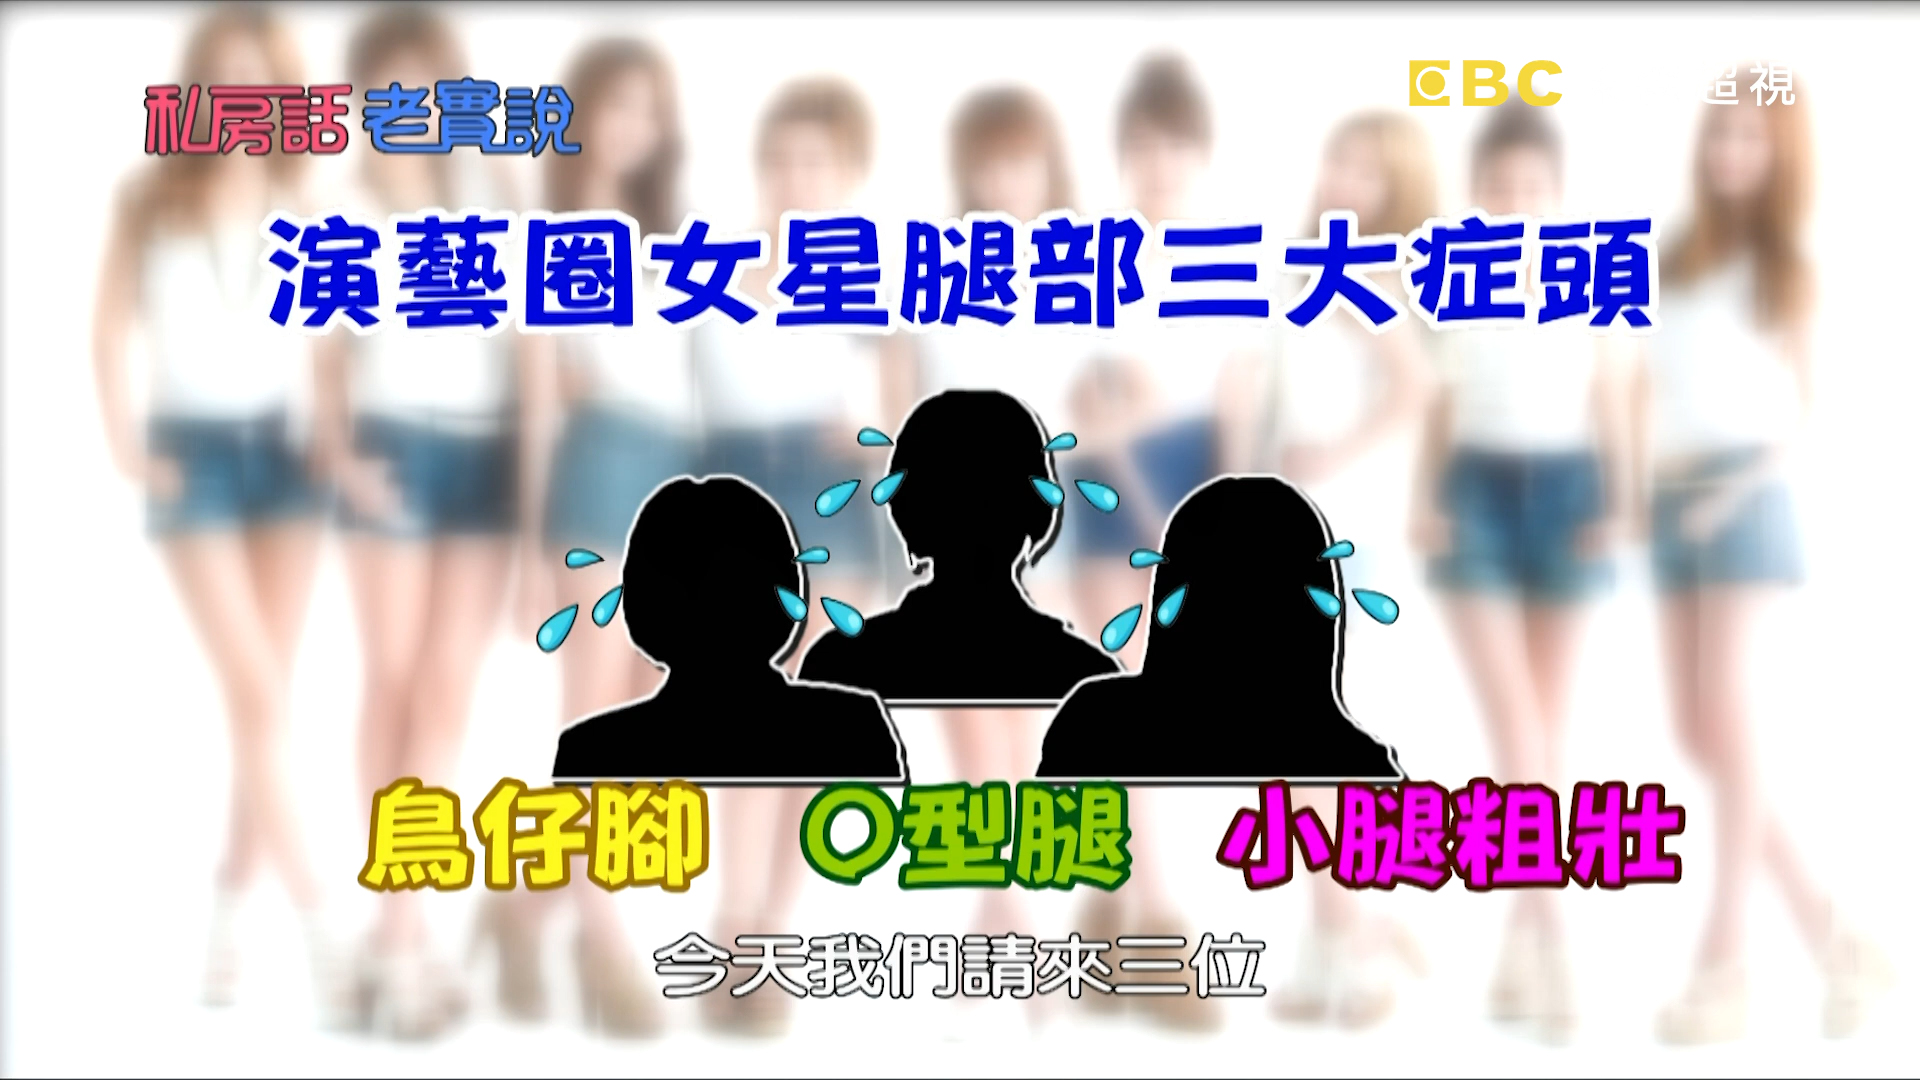 私房話老實說
EBC 超視
演藝圈女星腿部三大症頭
鳥仔腳 O型腿 小腿粗壯
今天我們請來三位